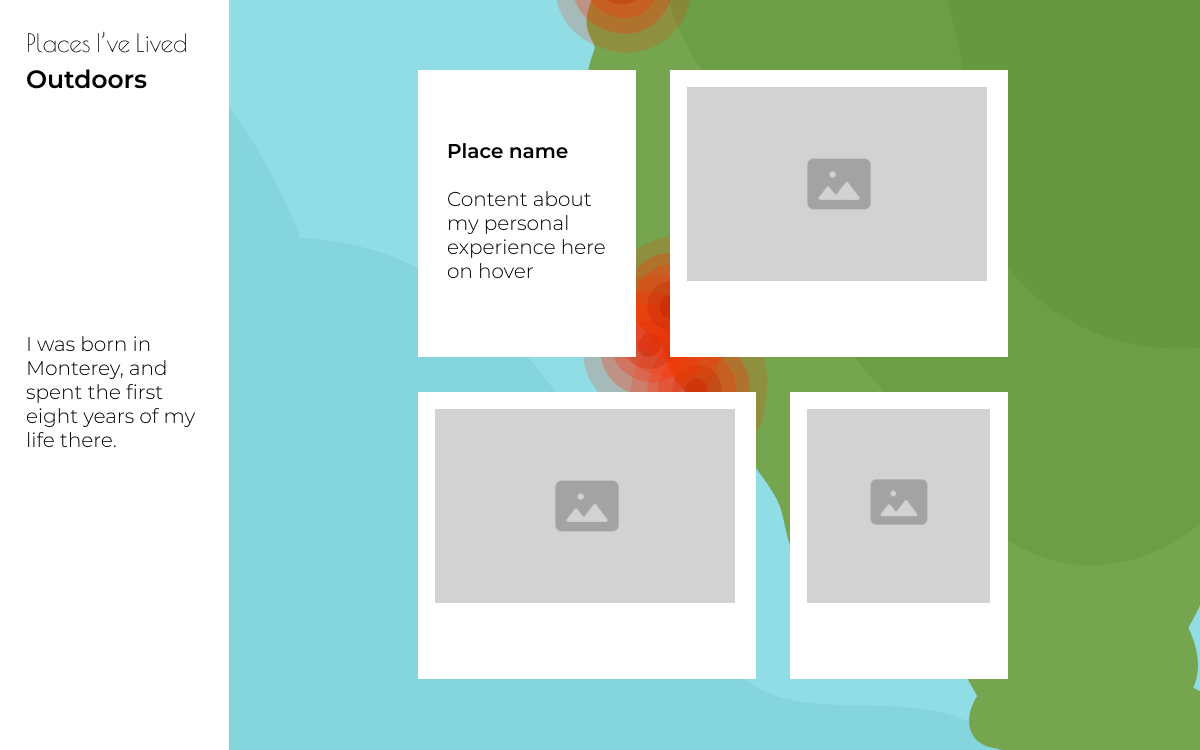 Places I’ve Lived
Outdoors
I was born in
Monterey, and
spent the first
eight years of my
life there.
Place name
Content about
my personal
experience here
on hover